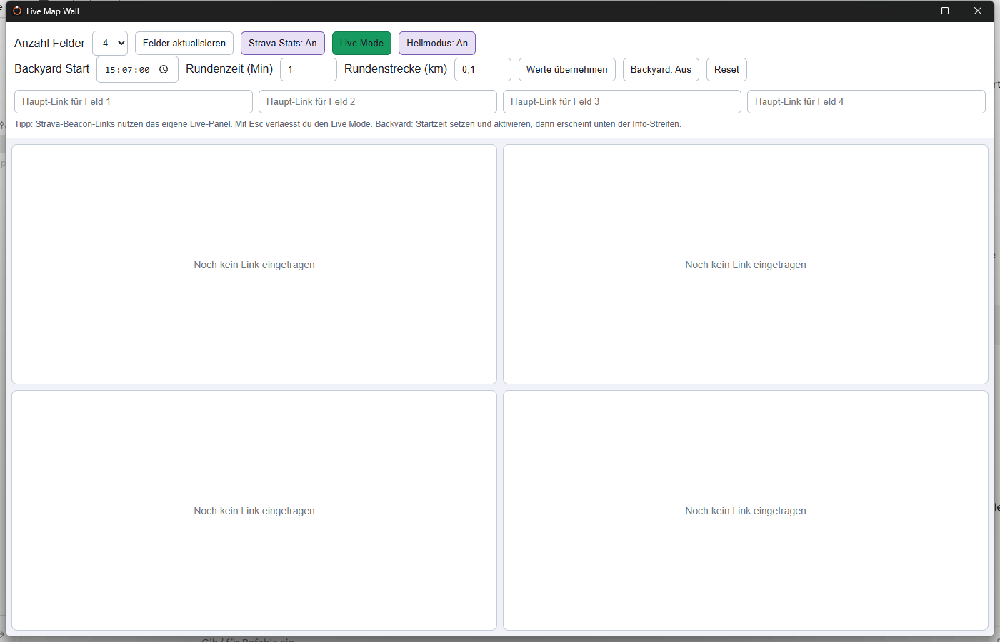 Live Map Wall
Anzahl Felder 4 Felder aktualisieren Strava Stats: An Live Mode Hellmodus: An
Backyard Start 15:07:00 Rundenzeit (Min) 1 Rundenstrecke (km) 0,1 Werte übernehmen Backyard: Aus Reset
Haupt-Link für Feld 1 Haupt-Link für Feld 2 Haupt-Link für Feld 3 Haupt-Link für Feld 4
Tipp: Strava-Beacon-Links nutzen das eigene Live-Panel. Mit Esc verlaesst du den Live Mode. Backyard: Startzeit setzen und aktivieren, dann erscheint unten der Info-Streifen.
Noch kein Link eingetragen Noch kein Link eingetragen
Noch kein Link eingetragen Noch kein Link eingetragen